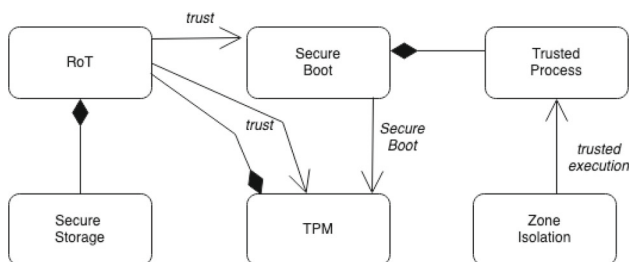 trust
RoT
Secure
Boot
Trusted
Process
trust
Secure
Boot
trusted
execution
Secure
Storage
TPM
Zone
Isolation